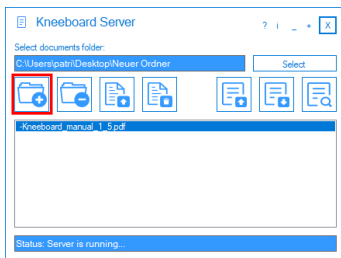 Kneeboard Server
? i _ + X
Select documents folder:
C:\Users\patri\Desktop\Neuer Ordner
Select
-Kneeboard_manual_1_5.pdf
Status: Server is running...